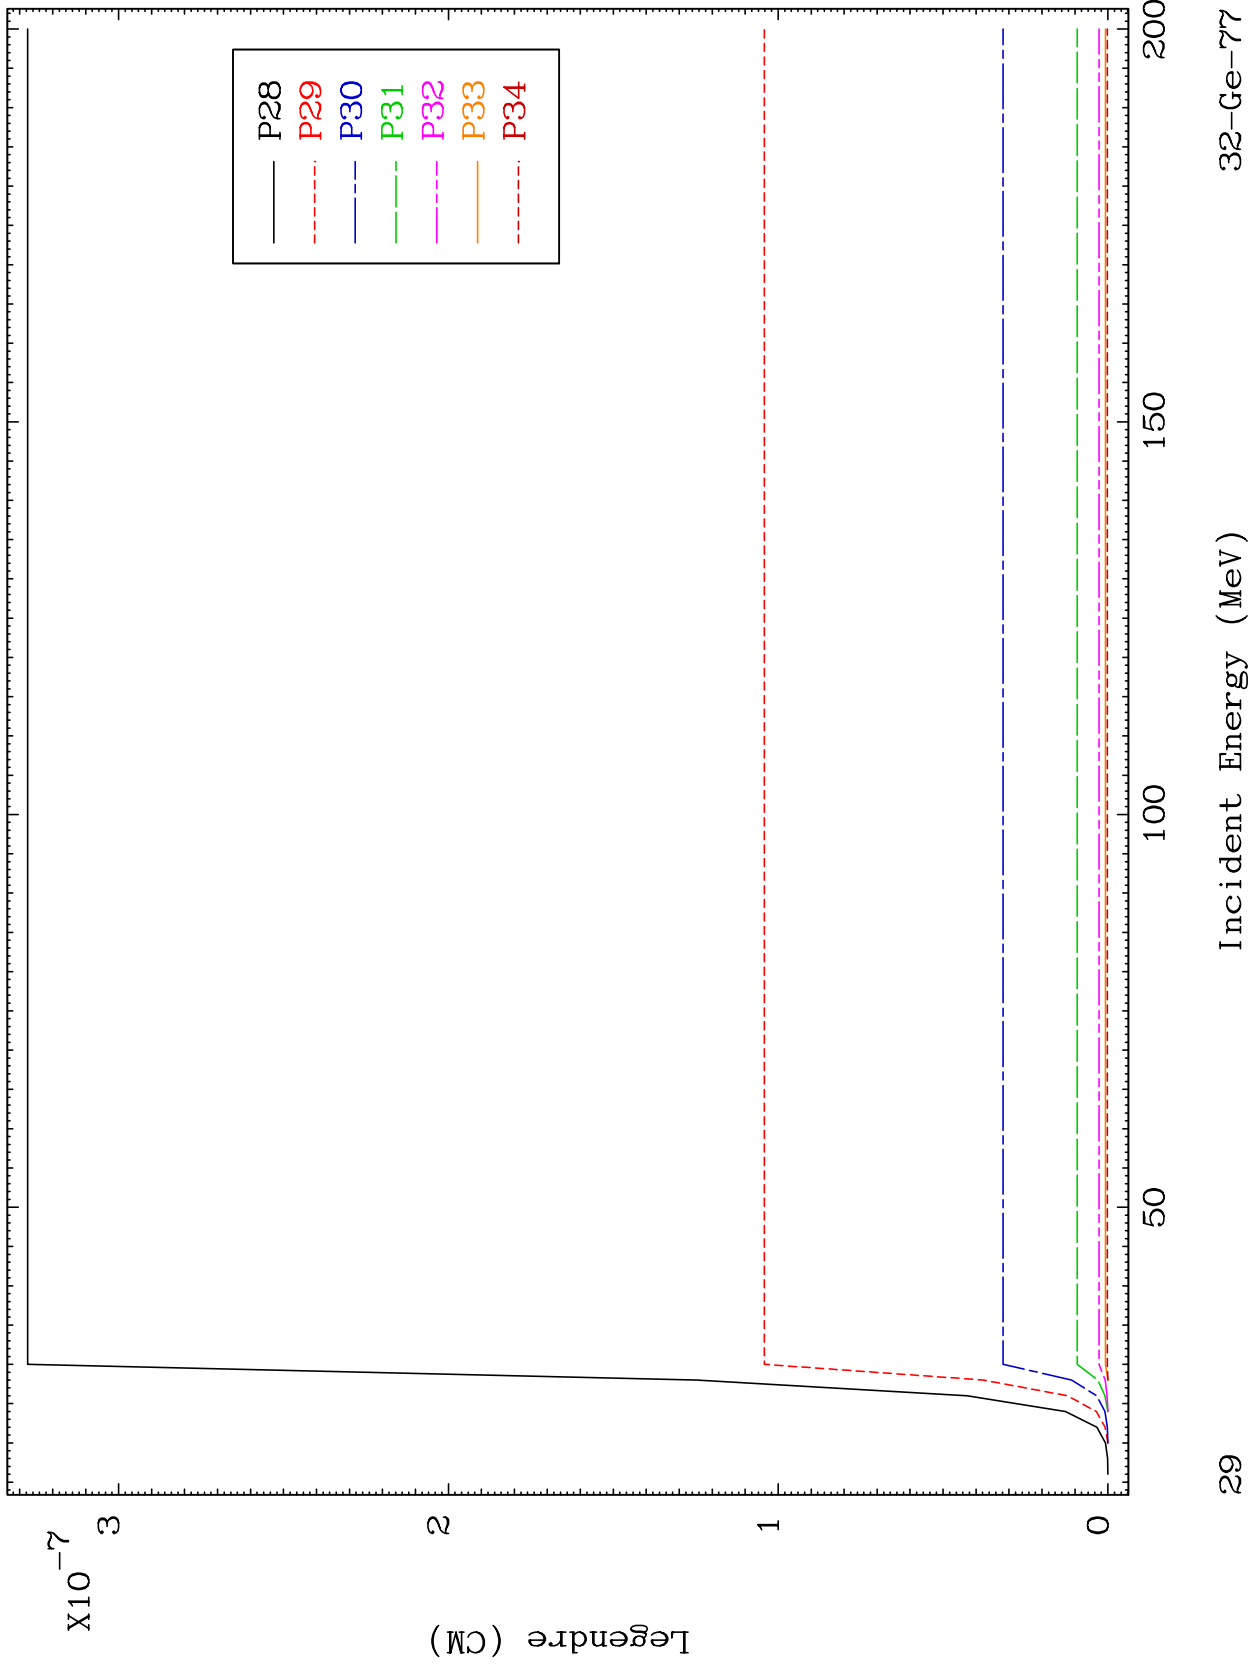 X10-7
3
2
1
0
Legendre (CM)
P28
P29
P30
P31
P32
P33
P34
50
100
150
200
Incident Energy (MeV)
29
32-Ge-77